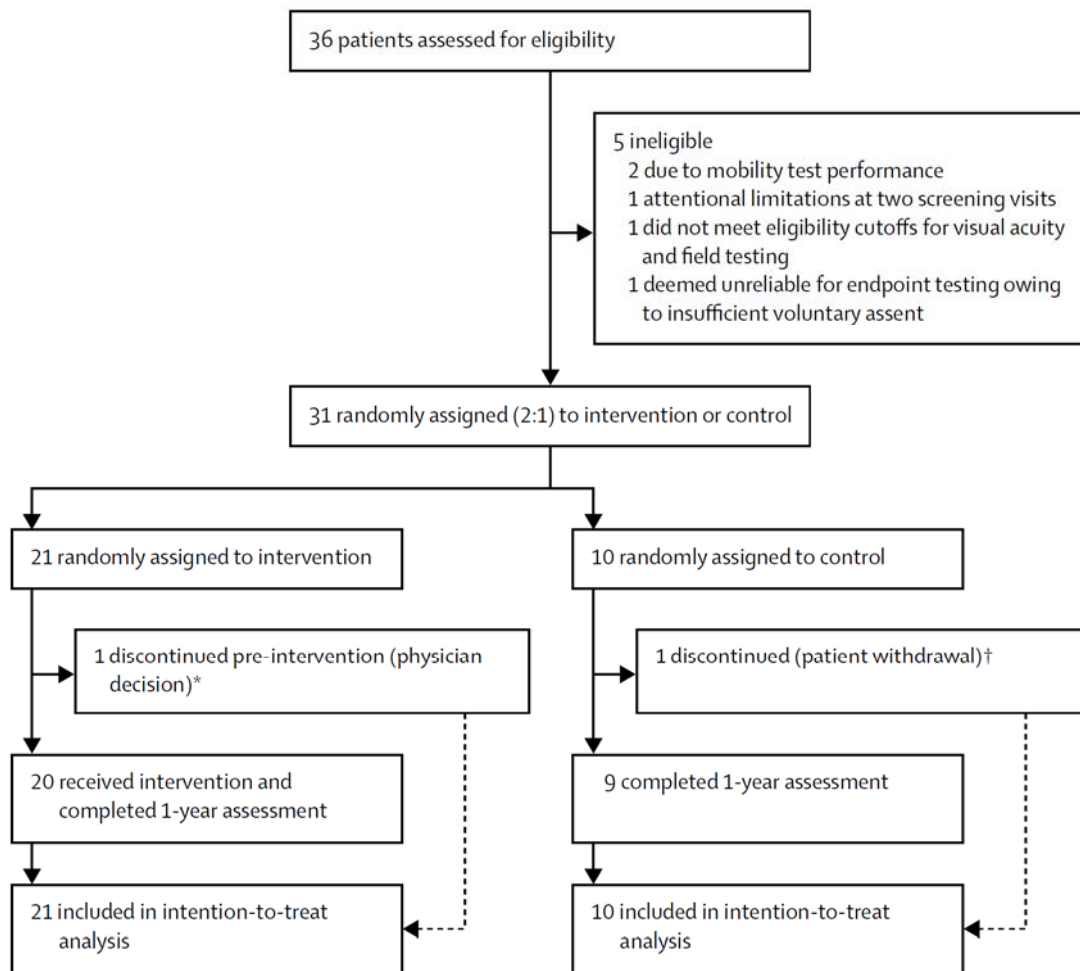 36 patients assessed for eligibility
5 ineligible
2 due to mobility test performance
1 attentional limitations at two screening visits
1 did not meet eligibility cutoffs for visual acuity
and field testing
1 deemed unreliable for endpoint testing owing
to insufficient voluntary assent
31 randomly assigned (2:1) to intervention or control
21 randomly assigned to intervention
10 randomly assigned to control
1 discontinued pre-intervention (physician
decision)*
1 discontinued (patient withdrawal)†
20 received intervention and
completed 1-year assessment
9 completed 1-year assessment
21 included in intention-to-treat
analysis
10 included in intention-to-treat
analysis